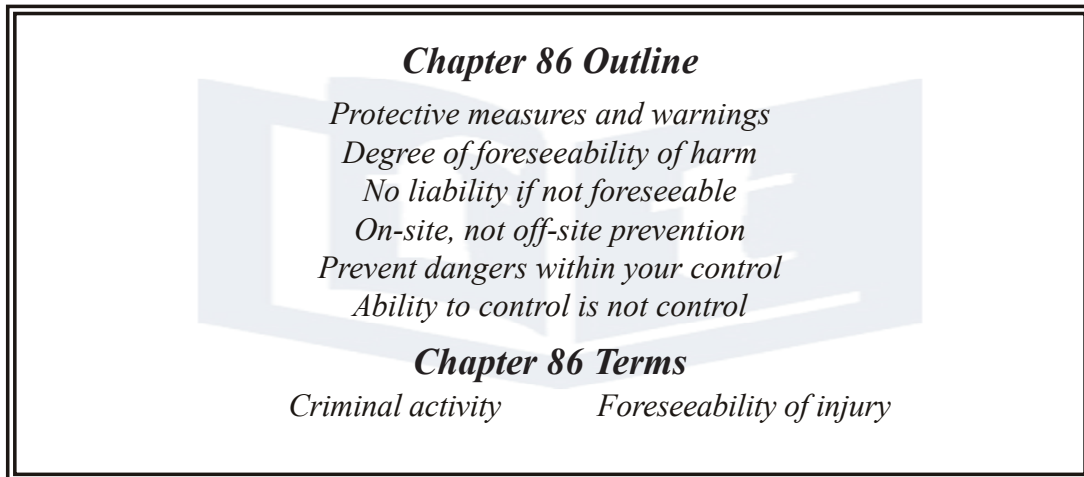 Chapter 86 Outline
Protective measures and warnings
Degree of foreseeability of harm
No liability if not foreseeable
On-site, not off-site prevention
Prevent dangers within your control
Ability to control is not control
Chapter 86 Terms
Criminal activity Foreseeability of injury